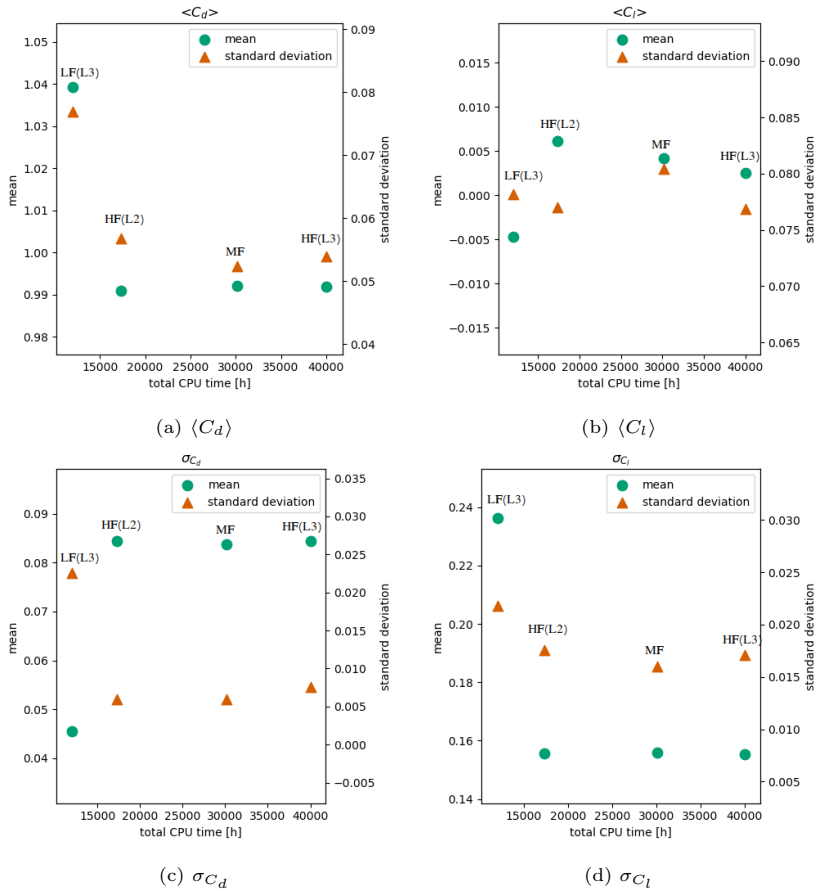 <C_d>
mean
standard deviation
LF(L3)
HF(L2)
MF
HF(L3)
1.05
1.04
1.03
1.02
1.01
1.00
0.99
0.98
mean
0.09
0.08
0.07
0.06
0.05
0.04
standard deviation
15000 20000 25000 30000 35000 40000
total CPU time [h]
(a) ⟨C_d⟩
<C_l>
mean
standard deviation
HF(L2)
MF
HF(L3)
LF(L3)
0.015
0.010
0.005
0.000
−0.005
−0.010
−0.015
mean
0.090
0.085
0.080
0.075
0.070
0.065
standard deviation
15000 20000 25000 30000 35000 40000
total CPU time [h]
(b) ⟨C_l⟩
σ_{C_d}
mean
standard deviation
HF(L2)
MF
HF(L3)
LF(L3)
0.09
0.08
0.07
0.06
0.05
0.04
mean
0.035
0.030
0.025
0.020
0.015
0.010
0.005
0.000
−0.005
standard deviation
15000 20000 25000 30000 35000 40000
total CPU time [h]
(c) σ_{C_d}
σ_{C_l}
mean
standard deviation
LF(L3)
HF(L2)
MF
HF(L3)
0.24
0.22
0.20
0.18
0.16
0.14
mean
0.030
0.025
0.020
0.015
0.010
0.005
standard deviation
15000 20000 25000 30000 35000 40000
total CPU time [h]
(d) σ_{C_l}